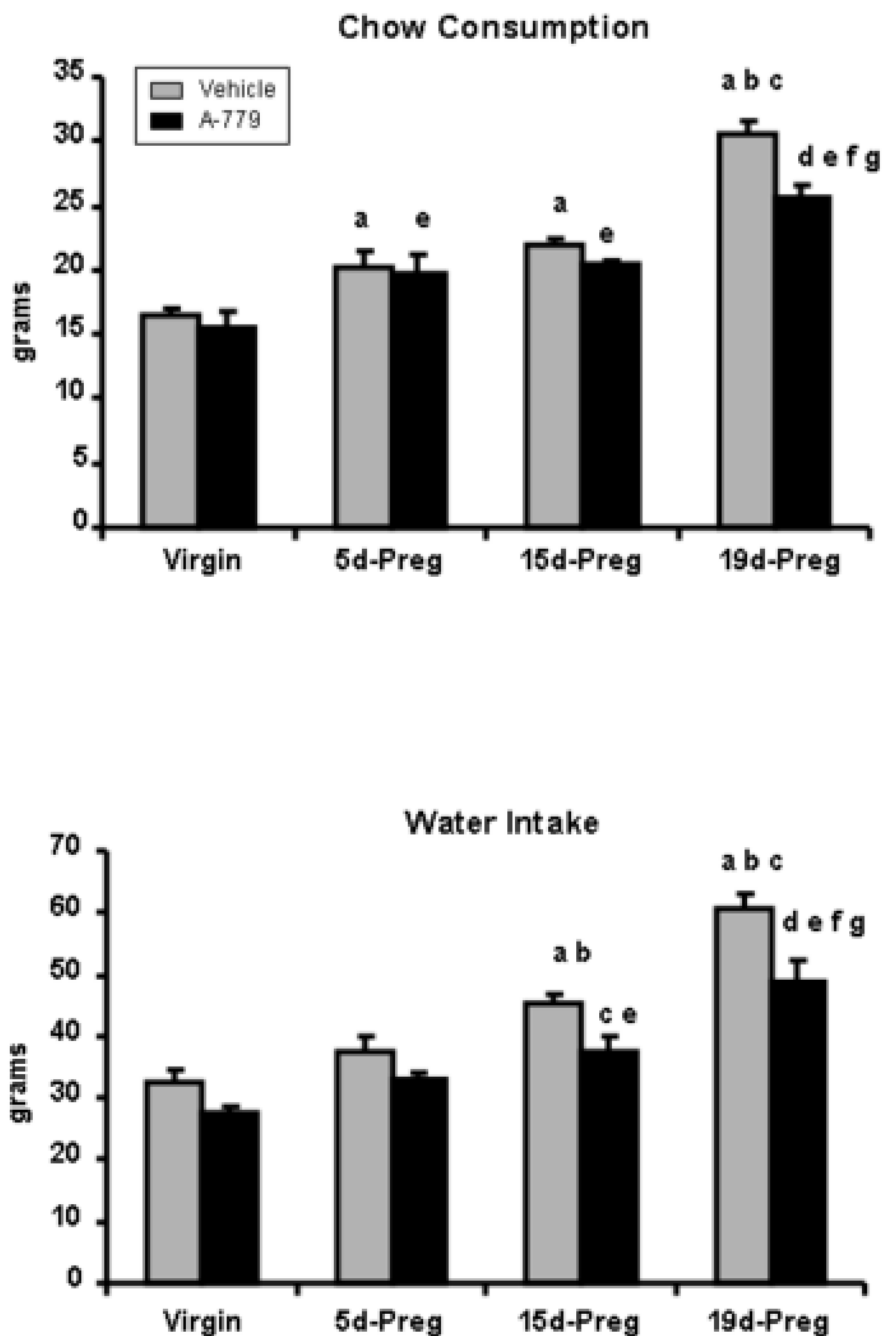 Chow Consumption
35
30
25
20
15
10
5
0
grams
Vehicle
A-779
a
e
a
e
a b c
d e f g
Virgin
5d-Preg
15d-Preg
19d-Preg
Water Intake
70
60
50
40
30
20
10
0
grams
a b
c e
a b c
d e f g
Virgin
5d-Preg
15d-Preg
19d-Preg